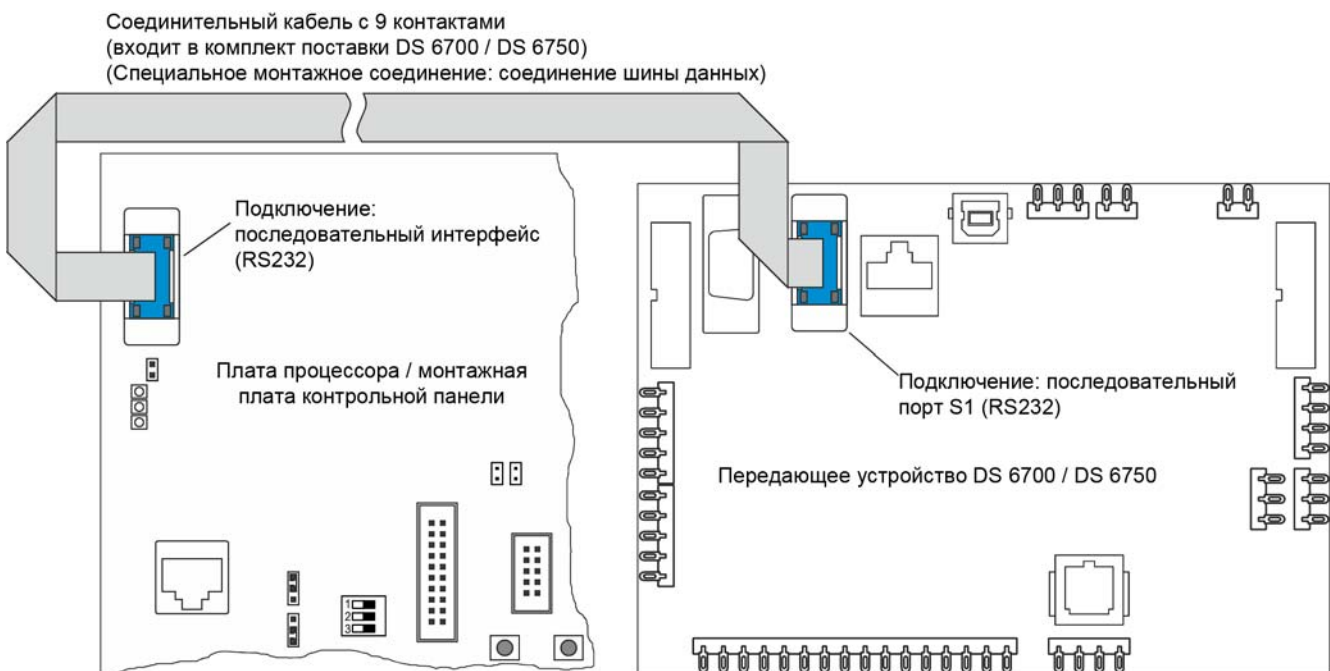 Соединительный кабель с 9 контактами
(входит в комплект поставки DS 6700 / DS 6750)
(Специальное монтажное соединение: соединение шины данных)
Подключение:
последовательный интерфейс
(RS232)
Плата процессора / монтажная
плата контрольной панели
Подключение: последовательный
порт S1 (RS232)
Передающее устройство DS 6700 / DS 6750
1
2
3